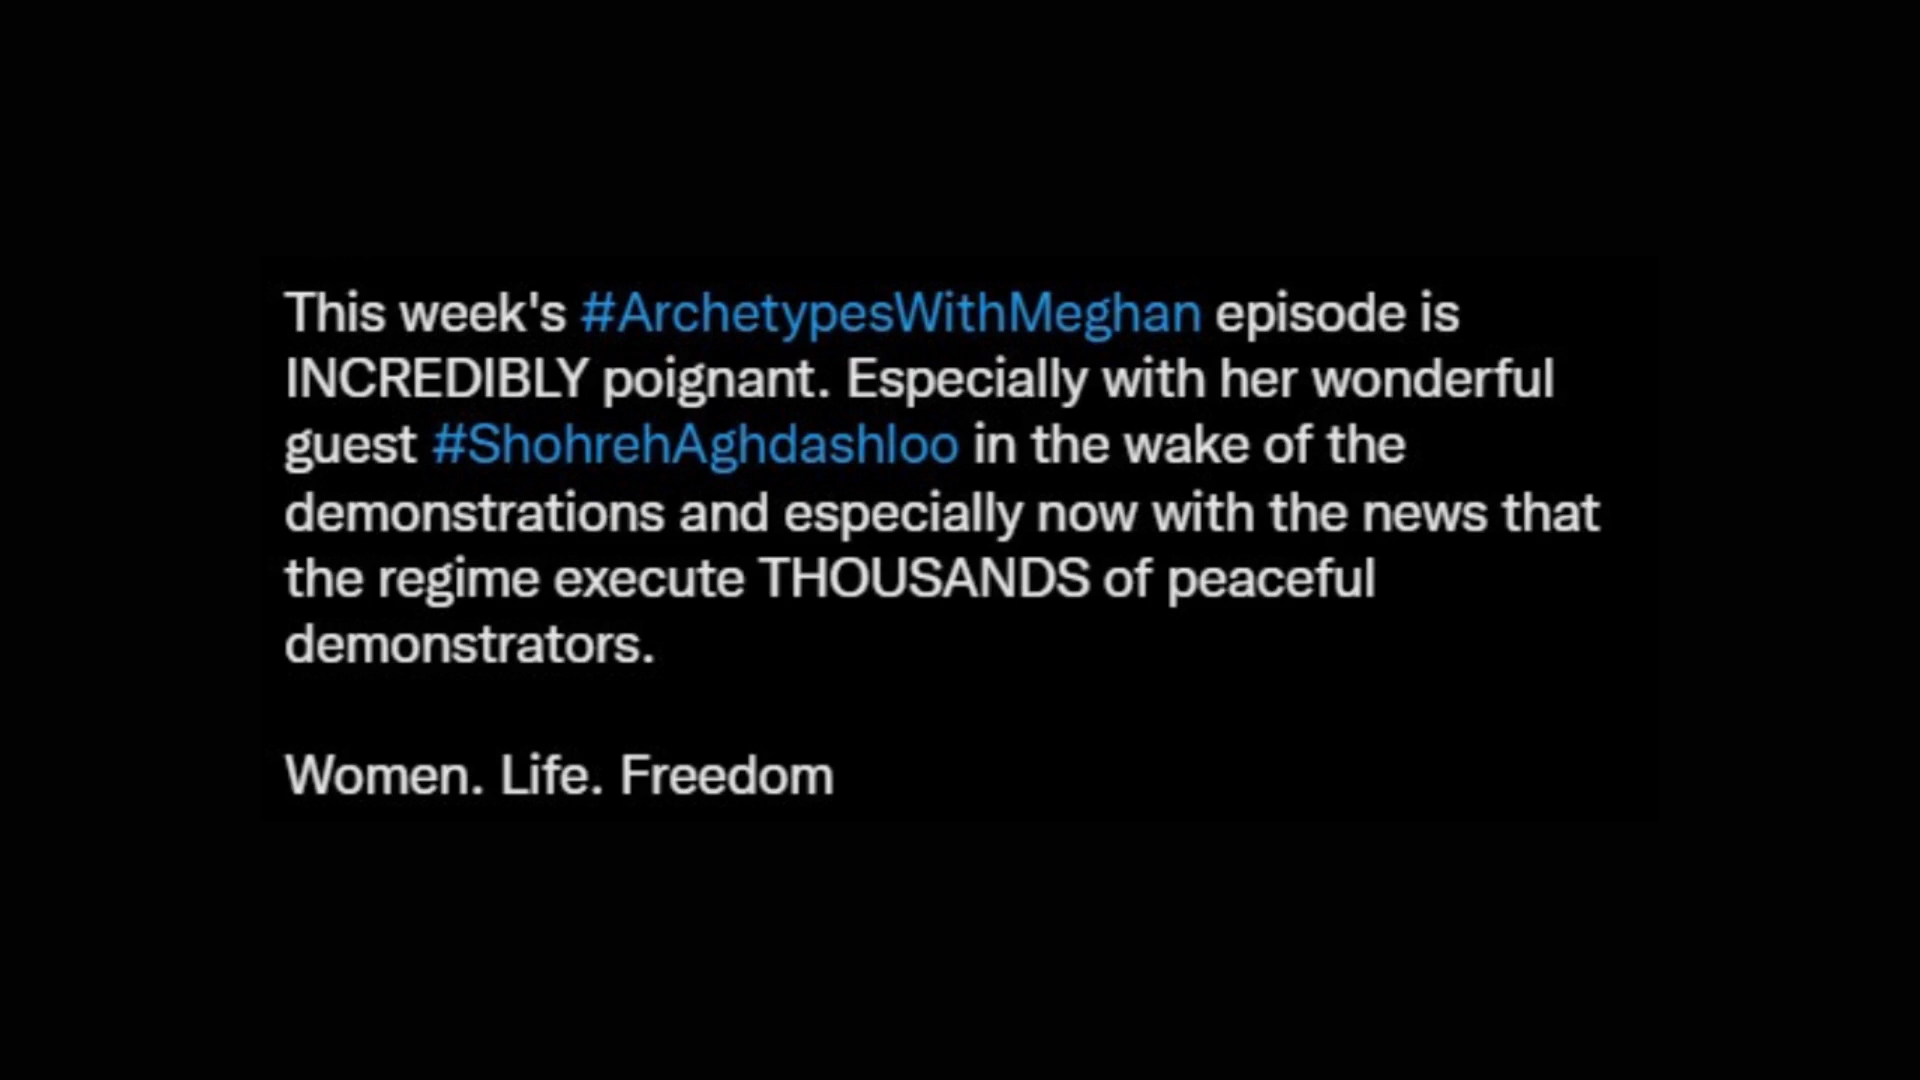 This week's #ArchetypesWithMeghan episode is
INCREDIBLY poignant. Especially with her wonderful
guest #ShohrehAghdashloo in the wake of the
demonstrations and especially now with the news that
the regime execute THOUSANDS of peaceful
demonstrators.
Women. Life. Freedom